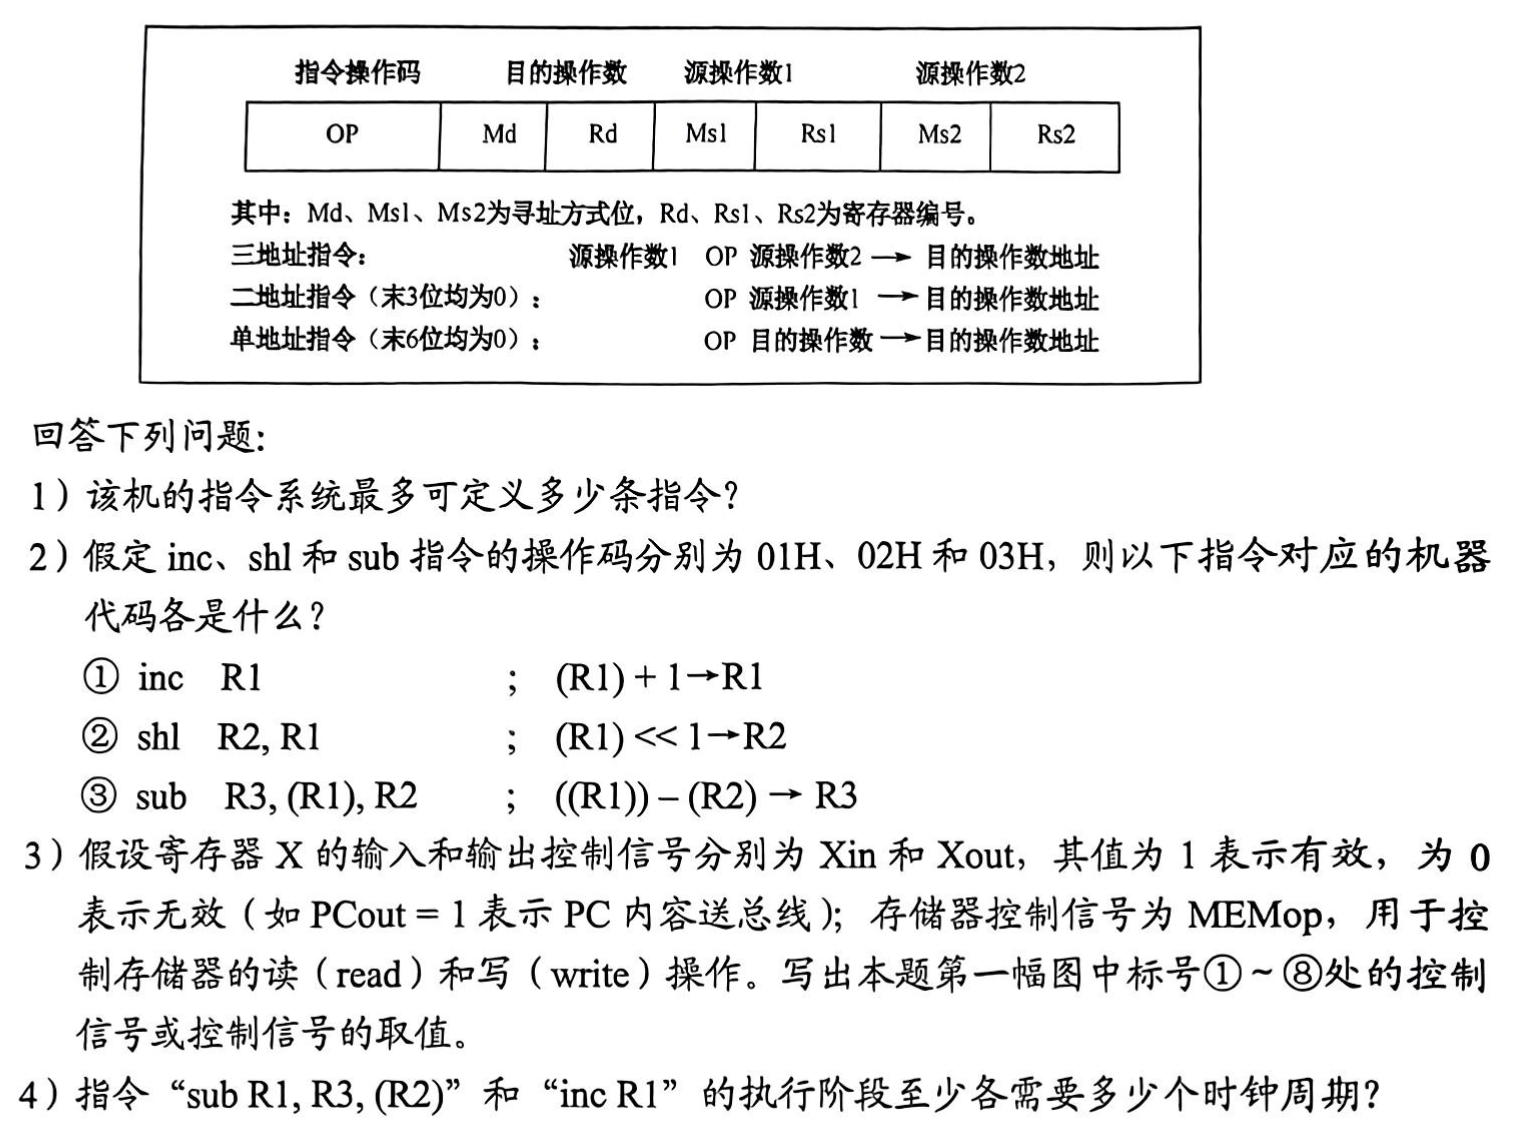 指令操作码 目的操作数 源操作数1 源操作数2
OP Md Rd Ms1 Rs1 Ms2 Rs2
其中：Md、Ms1、Ms2为寻址方式位，Rd、Rs1、Rs2为寄存器编号。
三地址指令： 源操作数1 OP 源操作数2 → 目的操作数地址
二地址指令（末3位均为0）： OP 源操作数1 → 目的操作数地址
单地址指令（末6位均为0）： OP 目的操作数 → 目的操作数地址
回答下列问题:
1）该机的指令系统最多可定义多少条指令？
2）假定 inc、shl 和 sub 指令的操作码分别为 01H、02H 和 03H，则以下指令对应的机器
代码各是什么？
① inc R1 ； (R1) + 1→R1
② shl R2, R1 ； (R1) << 1→R2
③ sub R3, (R1), R2 ； ((R1)) – (R2) → R3
3）假设寄存器 X 的输入和输出控制信号分别为 Xin 和 Xout，其值为 1 表示有效，为 0
表示无效（如 PCout = 1 表示 PC 内容送总线）；存储器控制信号为 MEMop，用于控
制存储器的读（read）和写（write）操作。写出本题第一幅图中标号①～⑧处的控制
信号或控制信号的取值。
4）指令“sub R1, R3, (R2)”和“inc R1”的执行阶段至少各需要多少个时钟周期？